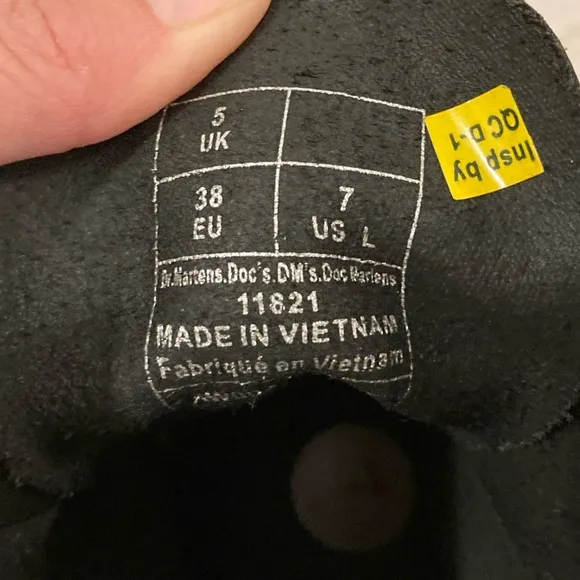 5
UK
38
EU
7
US L
Dr.Martens.Doc's.DM's.Doc Martens
11821
MADE IN VIETNAM
Fabriqué en Vietnam
Insp by
QC D-1